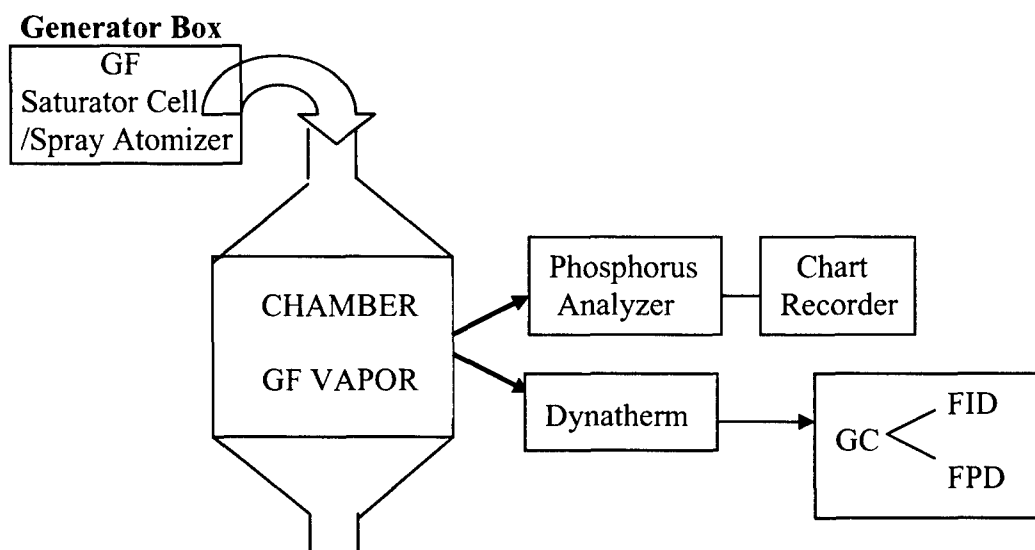 Generator Box
GF
Saturator Cell
/Spray Atomizer
CHAMBER
GF VAPOR
Phosphorus
Analyzer
Chart
Recorder
Dynatherm
GC
FID
FPD